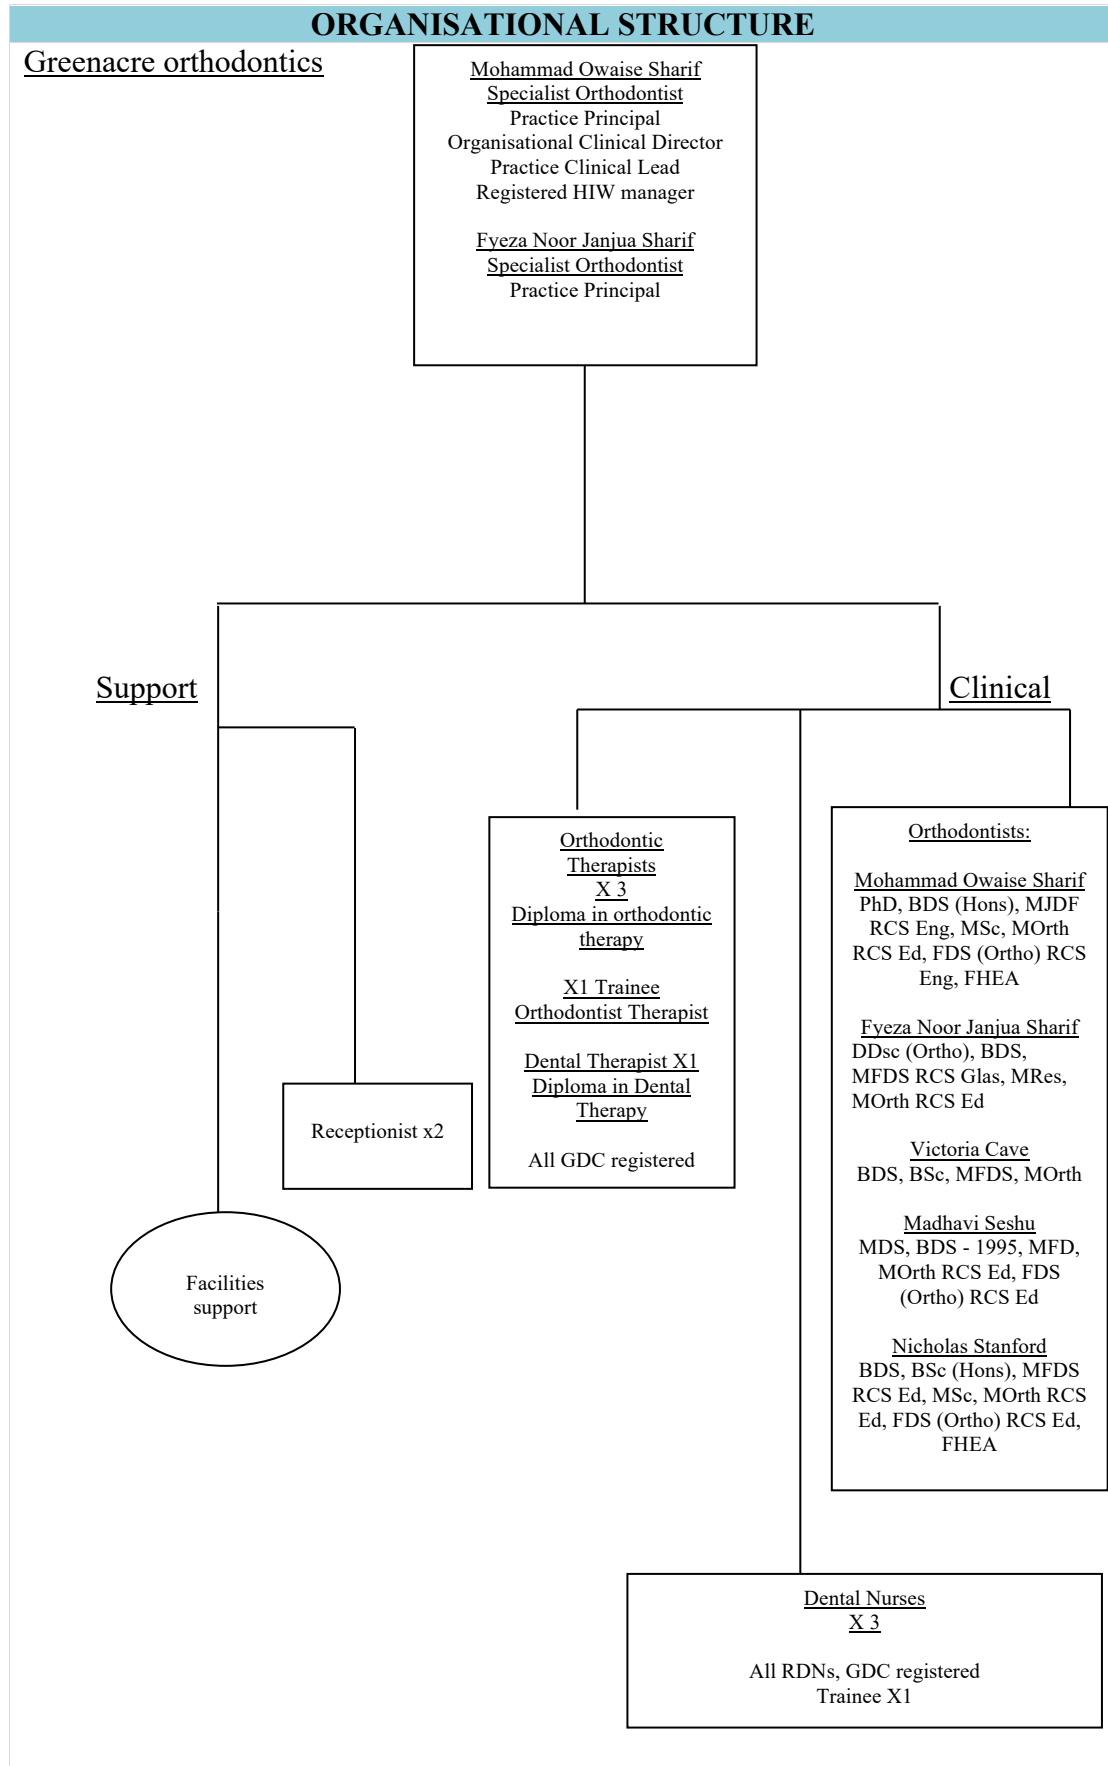 ORGANISATIONAL STRUCTURE
Greenacre orthodontics
Mohammad Owaise Sharif
Specialist Orthodontist
Practice Principal
Organisational Clinical Director
Practice Clinical Lead
Registered HIW manager
Fyeza Noor Janjua Sharif
Specialist Orthodontist
Practice Principal
Support
Clinical
Receptionist x2
Facilities
support
Orthodontic
Therapists
X 3
Diploma in orthodontic
therapy
X1 Trainee
Orthodontist Therapist
Dental Therapist X1
Diploma in Dental
Therapy
All GDC registered
Orthodontists:
Mohammad Owaise Sharif
PhD, BDS (Hons), MJDF
RCS Eng, MSc, MOrth
RCS Ed, FDS (Ortho) RCS
Eng, FHEA
Fyeza Noor Janjua Sharif
DDsc (Ortho), BDS,
MFDS RCS Glas, MRes,
MOrth RCS Ed
Victoria Cave
BDS, BSc, MFDS, MOrth
Madhavi Seshu
MDS, BDS - 1995, MFD,
MOrth RCS Ed, FDS
(Ortho) RCS Ed
Nicholas Stanford
BDS, BSc (Hons), MFDS
RCS Ed, MSc, MOrth RCS
Ed, FDS (Ortho) RCS Ed,
FHEA
Dental Nurses
X 3
All RDNs, GDC registered
Trainee X1